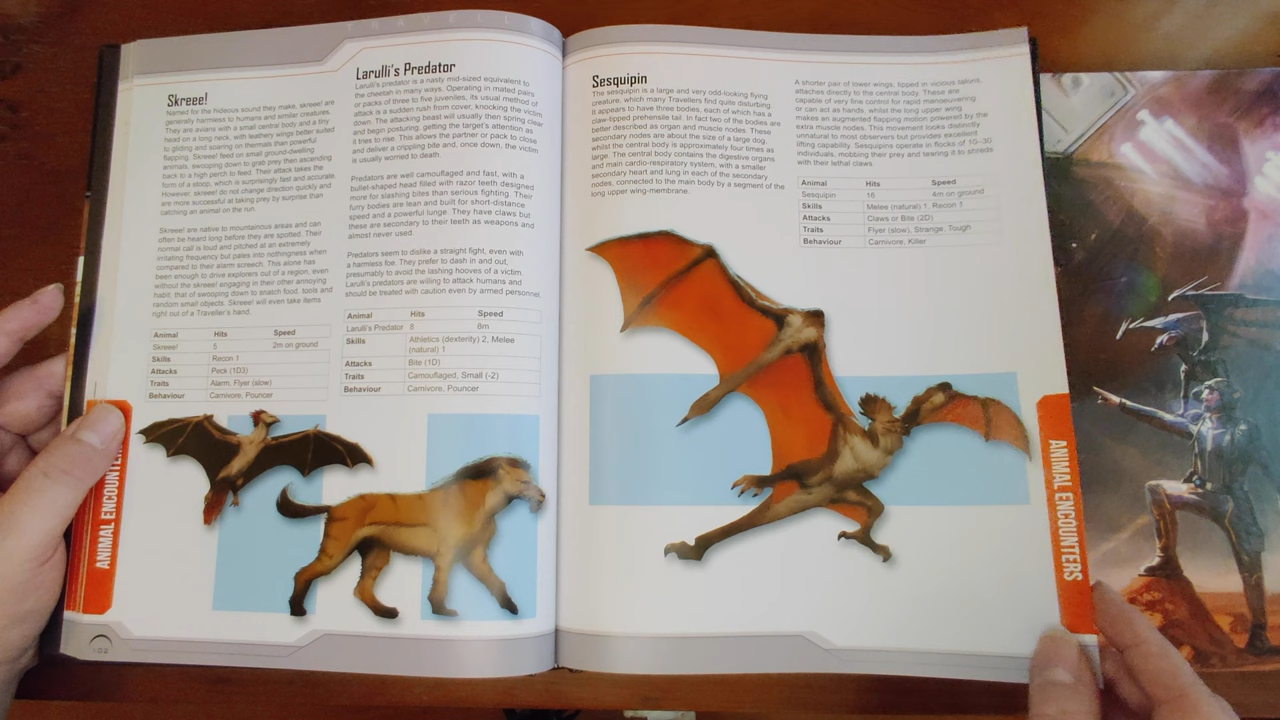 TRAVELL
Skreee!
Named for the hideous sound they make, skreee! are
generally harmless to humans and similar creatures.
They are avians with a small central body and a tiny
head on a long neck, with leathery wings better suited
to gliding and soaring on thermals than powerful
flapping. Skreee! feed on small ground-dwelling
animals, swooping down to grab prey then ascending
back to a high perch to feed. Their attack takes the
form of a stoop, which is surprisingly fast and accurate.
However, skreee! do not change direction quickly and
are more successful at taking prey by surprise than
catching an animal on the run.
Skreee! are native to mountainous areas and can
often be heard long before they are spotted. Their
normal call is loud and pitched at an extremely
irritating frequency but pales into nothingness when
compared to their alarm screech. This alone has
been enough to drive explorers out of a region, even
without the skreee! engaging in their other annoying
habit, that of swooping down to snatch food, tools and
random small objects. Skreee! will even take items
right out of a Traveller's hand.
Animal Hits Speed
Skreee! 5 2m on ground
Skills Recon 1
Attacks Peck (1D3)
Traits Alarm, Flyer (slow)
Behaviour Carnivore, Pouncer
Larulli's Predator
Larulli's predator is a nasty mid-sized equivalent to
the cheetah in many ways. Operating in mated pairs
or packs of three to five juveniles, its usual method of
attack is a sudden rush from cover, knocking the victim
down. The attacking beast will usually then spring clear
and begin posturing, getting the target's attention as
it tries to rise. This allows the partner or pack to close
and deliver a crippling bite and, once down, the victim
is usually worried to death.
Predators are well camouflaged and fast, with a
bullet-shaped head filled with razor teeth designed
more for slashing bites than serious fighting. Their
furry bodies are lean and built for short-distance
speed and a powerful lunge. They have claws but
these are secondary to their teeth as weapons and
almost never used.
Predators seem to dislike a straight fight, even with
a harmless foe. They prefer to dash in and out,
presumably to avoid the lashing hooves of a victim.
Larulli's predators are willing to attack humans and
should be treated with caution even by armed personnel.
Animal Hits Speed
Larulli's Predator 8 8m
Skills Athletics (dexterity) 2, Melee
(natural) 1
Attacks Bite (1D)
Traits Camouflaged, Small (-2)
Behaviour Carnivore, Pouncer
ANIMAL ENCOUNTER
102
Sesquipin
The sesquipin is a large and very odd-looking flying
creature, which many Travellers find quite disturbing.
It appears to have three bodies, each of which has a
claw-tipped prehensile tail. In fact two of the bodies are
better described as organ and muscle nodes. These
secondary nodes are about the size of a large dog,
whilst the central body is approximately four times as
large. The central body contains the digestive organs
and main cardio-respiratory system, with a smaller
secondary heart and lung in each of the secondary
nodes, connected to the main body by a segment of the
long upper wing-membrane.
A shorter pair of lower wings, tipped in vicious talons,
attaches directly to the central body. These are
capable of very fine control for rapid manoeuvering
or can act as hands, whilst the long upper wing
makes an augmented flapping motion powered by the
extra muscle nodes. This movement looks distinctly
unnatural to most observers but provides excellent
lifting capability. Sesquipins operate in flocks of 10–30
individuals, mobbing their prey and tearing it to shreds
with their lethal claws.
Animal Hits Speed
Sesquipin 16 4m on ground
Skills Melee (natural) 1, Recon 1
Attacks Claws or Bite (2D)
Traits Flyer (slow), Strange, Tough
Behaviour Carnivore, Killer
ANIMAL ENCOUNTERS